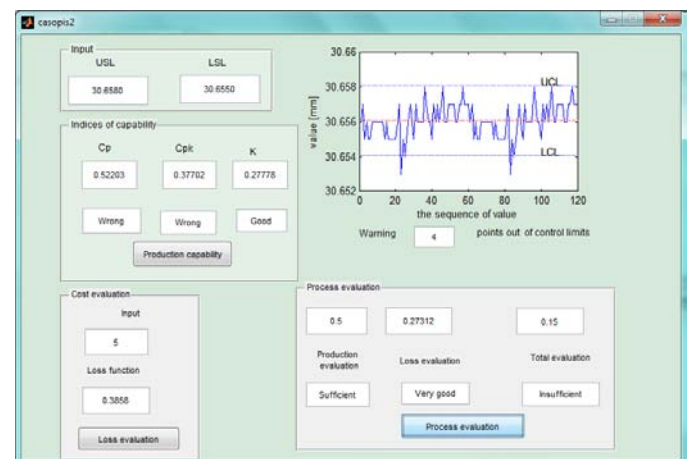 casopis2
Input
USL LSL
30.6580 30.6550
Indices of capability
Cp Cpk K
0.52203 0.37702 0.27778
Wrong Wrong Good
Production capability
30.66
30.658
30.656
30.654
30.652
value [mm]
UCL
LCL
0 20 40 60 80 100 120
the sequence of value
Warning 4 points out of control limits
Cost evaluation
Input
5
Loss function
0.3858
Loss evaluation
Process evaluation
0.5 0.27312 0.15
Production evaluation
Loss evaluation
Total evaluation
Sufficient Very good Insufficient
Process evaluation